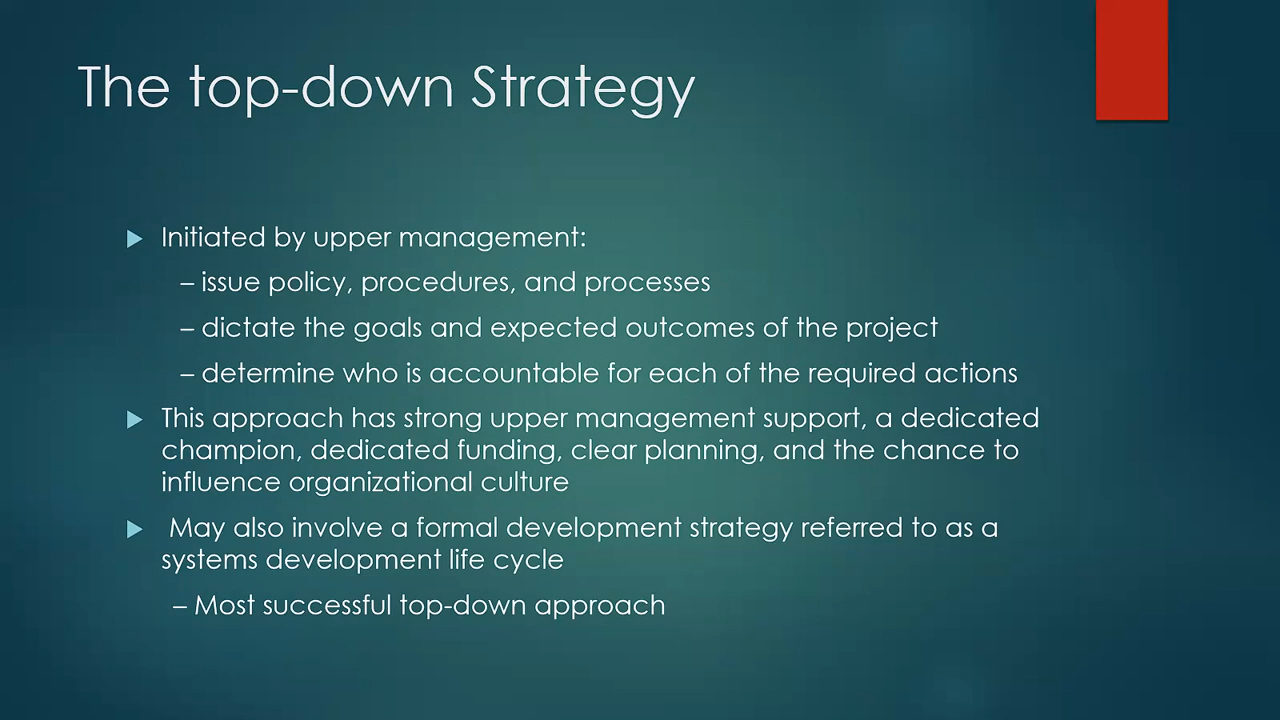 The top-down Strategy
Initiated by upper management:
– issue policy, procedures, and processes
– dictate the goals and expected outcomes of the project
– determine who is accountable for each of the required actions
This approach has strong upper management support, a dedicated
champion, dedicated funding, clear planning, and the chance to
influence organizational culture
May also involve a formal development strategy referred to as a
systems development life cycle
– Most successful top-down approach